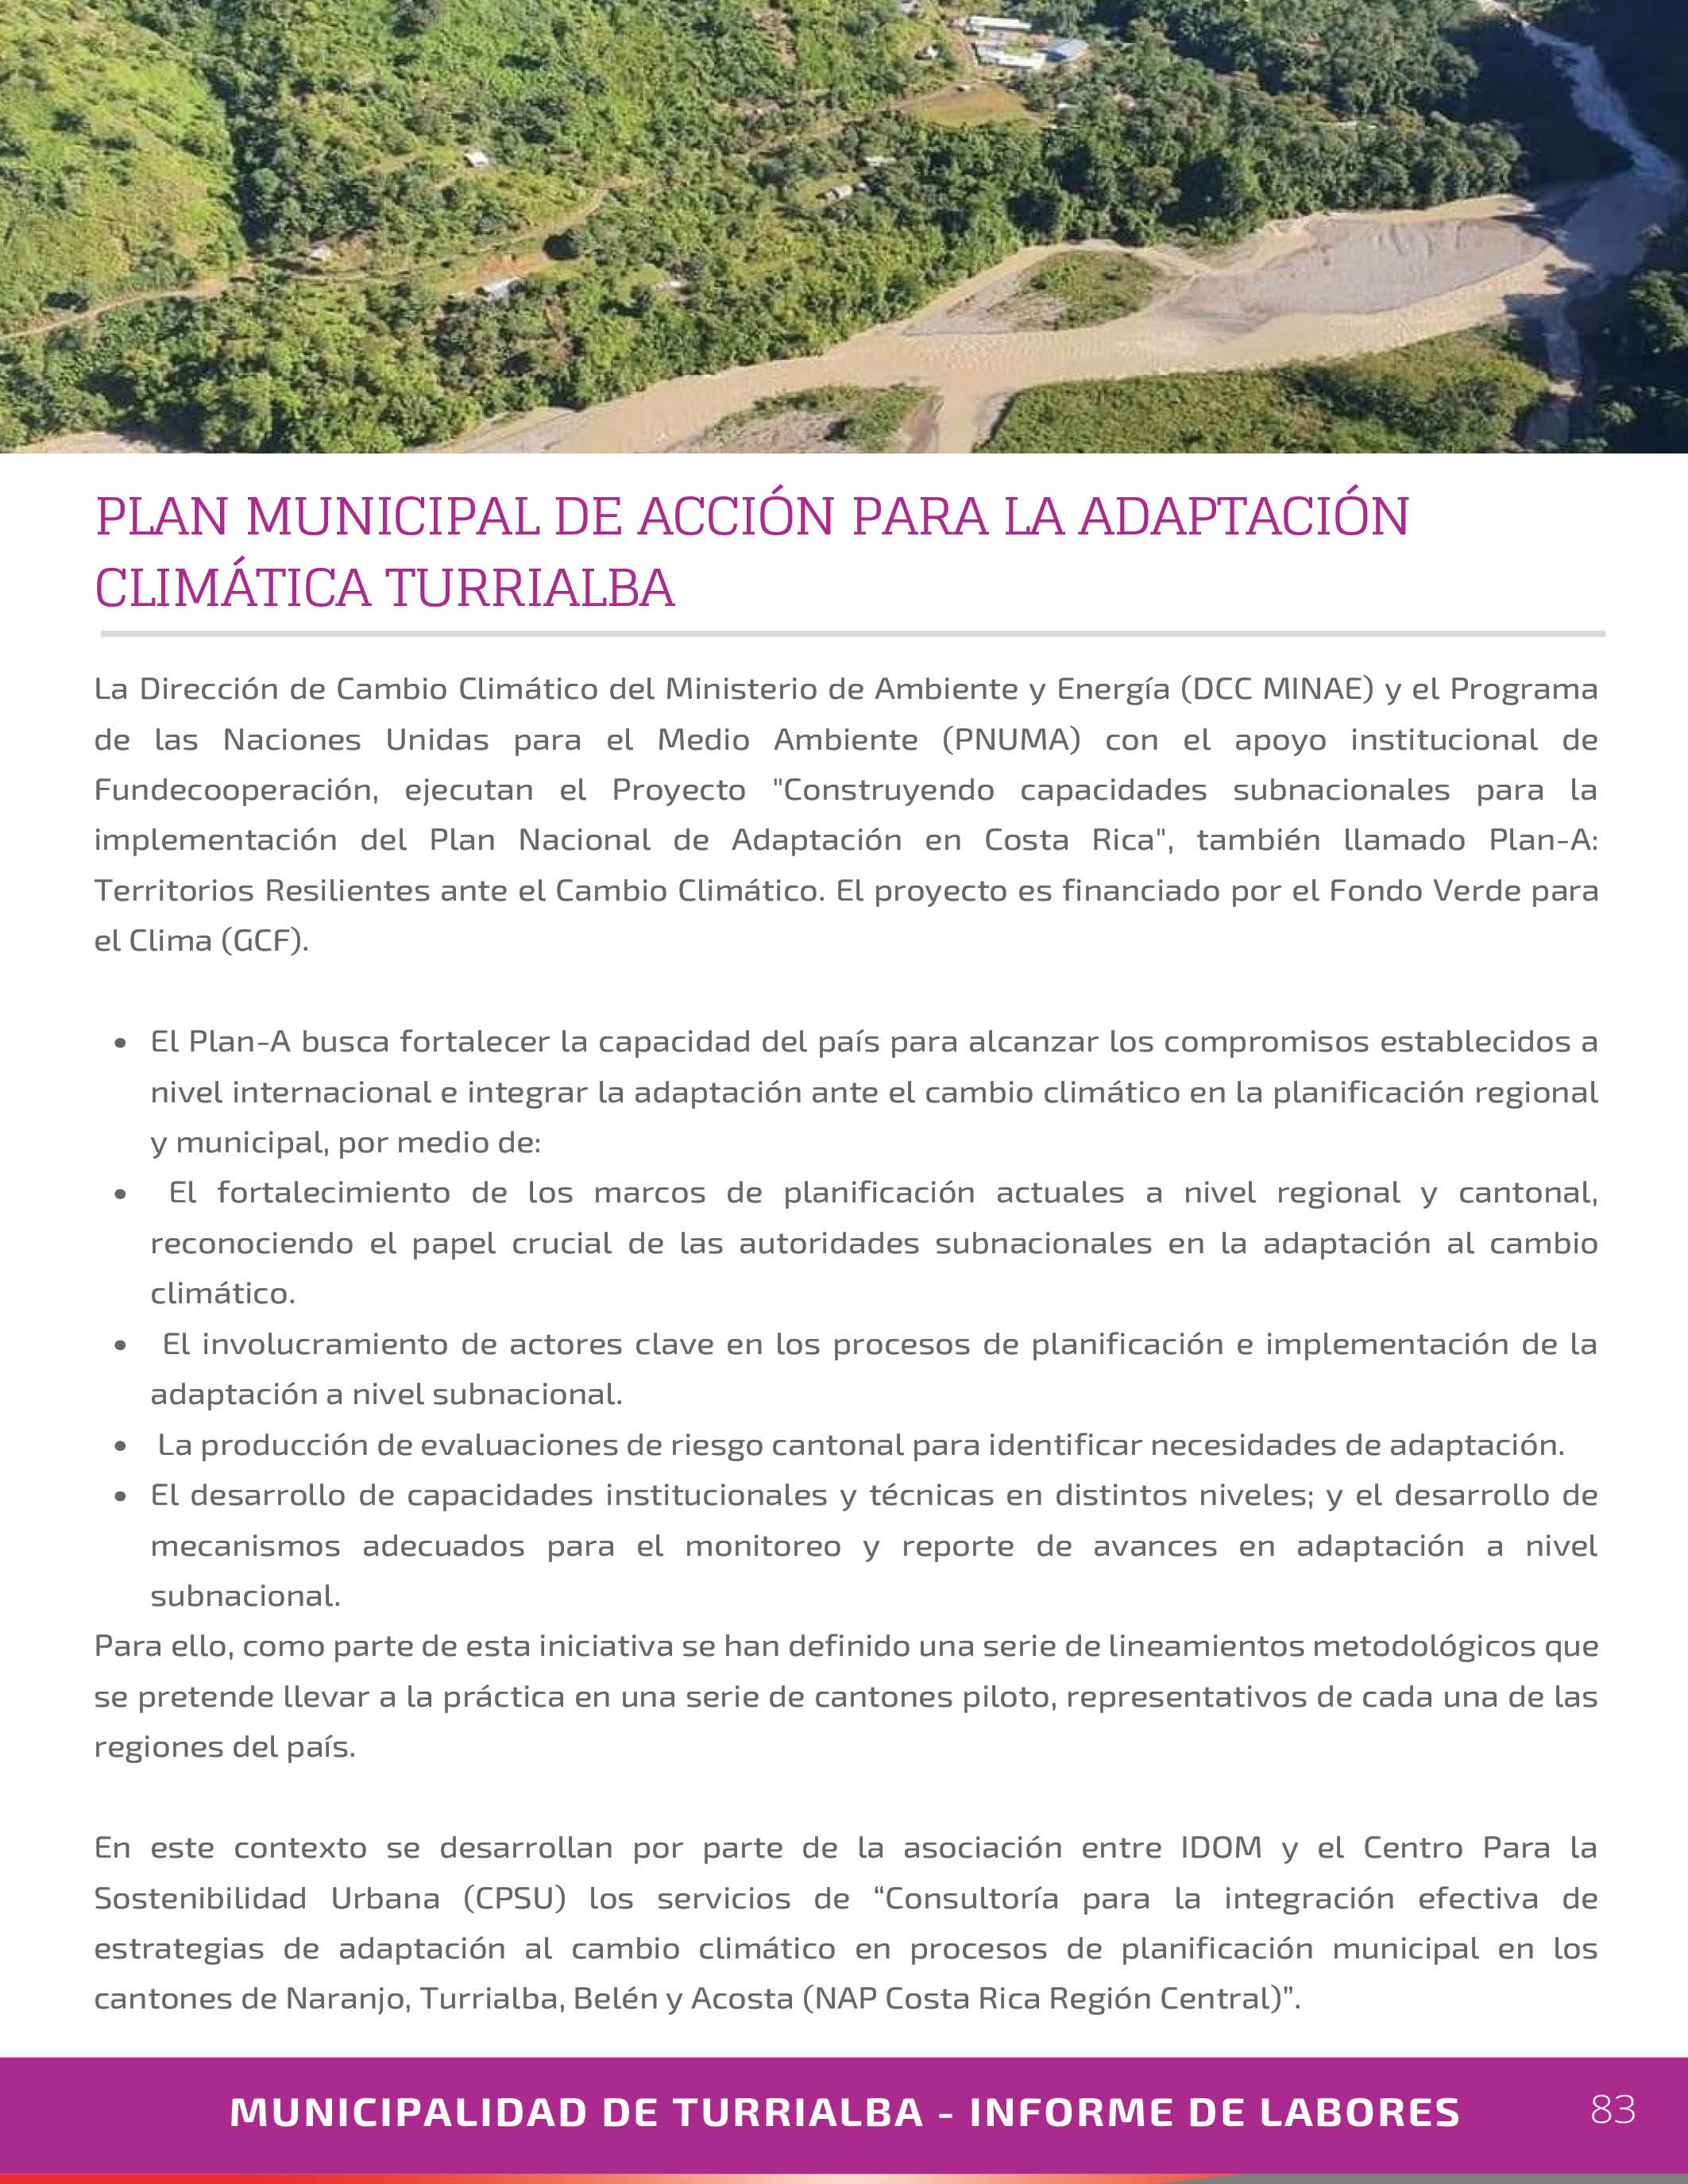 PLAN MUNICIPAL DE ACCIÓN PARA LA ADAPTACIÓN
CLIMÁTICA TURRIALBA
La Dirección de Cambio Climático del Ministerio de Ambiente y Energía (DCC MINAE) y el Programa
de las Naciones Unidas para el Medio Ambiente (PNUMA) con el apoyo institucional de
Fundecooperación, ejecutan el Proyecto "Construyendo capacidades subnacionales para la
implementación del Plan Nacional de Adaptación en Costa Rica", también llamado Plan-A:
Territorios Resilientes ante el Cambio Climático. El proyecto es financiado por el Fondo Verde para
el Clima (GCF).
• El Plan-A busca fortalecer la capacidad del país para alcanzar los compromisos establecidos a
nivel internacional e integrar la adaptación ante el cambio climático en la planificación regional
y municipal, por medio de:
• El fortalecimiento de los marcos de planificación actuales a nivel regional y cantonal,
reconociendo el papel crucial de las autoridades subnacionales en la adaptación al cambio
climático.
• El involucramiento de actores clave en los procesos de planificación e implementación de la
adaptación a nivel subnacional.
• La producción de evaluaciones de riesgo cantonal para identificar necesidades de adaptación.
• El desarrollo de capacidades institucionales y técnicas en distintos niveles; y el desarrollo de
mecanismos adecuados para el monitoreo y reporte de avances en adaptación a nivel
subnacional.
Para ello, como parte de esta iniciativa se han definido una serie de lineamientos metodológicos que
se pretende llevar a la práctica en una serie de cantones piloto, representativos de cada una de las
regiones del país.
En este contexto se desarrollan por parte de la asociación entre IDOM y el Centro Para la
Sostenibilidad Urbana (CPSU) los servicios de “Consultoría para la integración efectiva de
estrategias de adaptación al cambio climático en procesos de planificación municipal en los
cantones de Naranjo, Turrialba, Belén y Acosta (NAP Costa Rica Región Central)”.
MUNICIPALIDAD DE TURRIALBA - INFORME DE LABORES 83